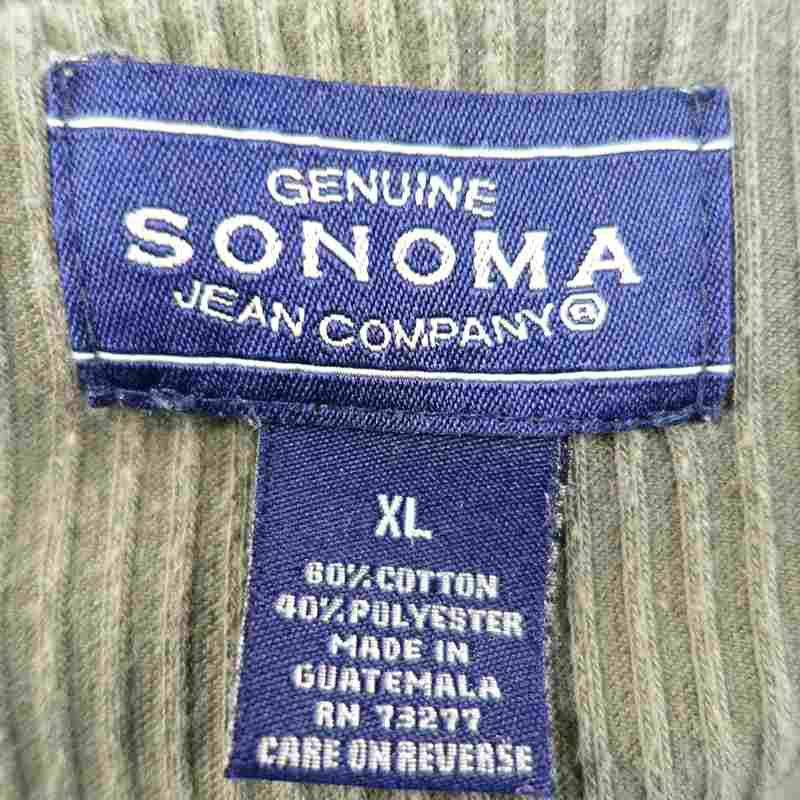 GENUINE
SONOMA
JEAN COMPANY®
XL
60% COTTON
40% POLYESTER
MADE IN
GUATEMALA
RN 73277
CARE ON REVERSE